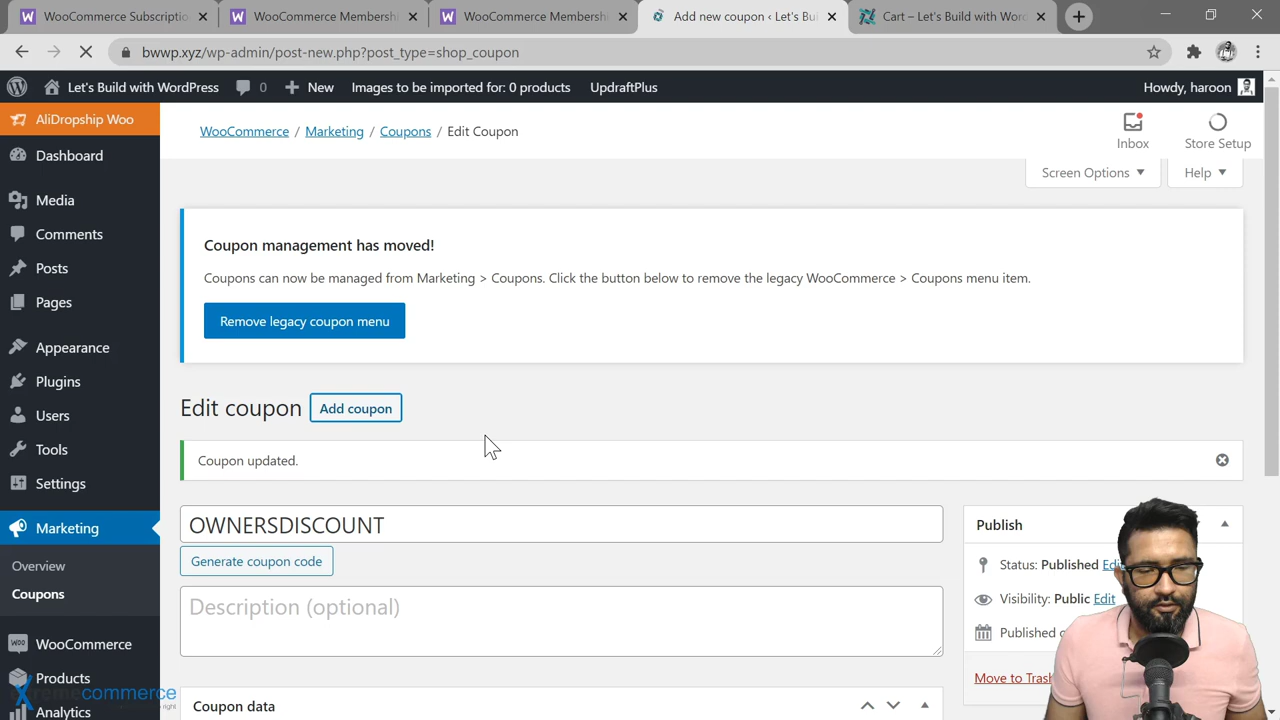 WooCommerce Subscriptio
WooCommerce Membershi
WooCommerce Membershi
Add new coupon ‹ Let's Bui
Cart – Let's Build with Wor
bwwp.xyz/wp-admin/post-new.php?post_type=shop_coupon
Let's Build with WordPress
0
New
Images to be imported for: 0 products
UpdraftPlus
Howdy, haroon
AliDropship Woo
Dashboard
Media
Comments
Posts
Pages
Appearance
Plugins
Users
Tools
Settings
Marketing
Overview
Coupons
WooCommerce
Products
Analytics
WooCommerce / Marketing / Coupons / Edit Coupon
Inbox
Store Setup
Screen Options
Help
Coupon management has moved!
Coupons can now be managed from Marketing > Coupons. Click the button below to remove the legacy WooCommerce > Coupons menu item.
Remove legacy coupon menu
Edit coupon
Add coupon
Coupon updated.
OWNERSDISCOUNT
Generate coupon code
Description (optional)
Coupon data
Publish
Status: Published
Visibility: Public Edit
Published
Move to Trash